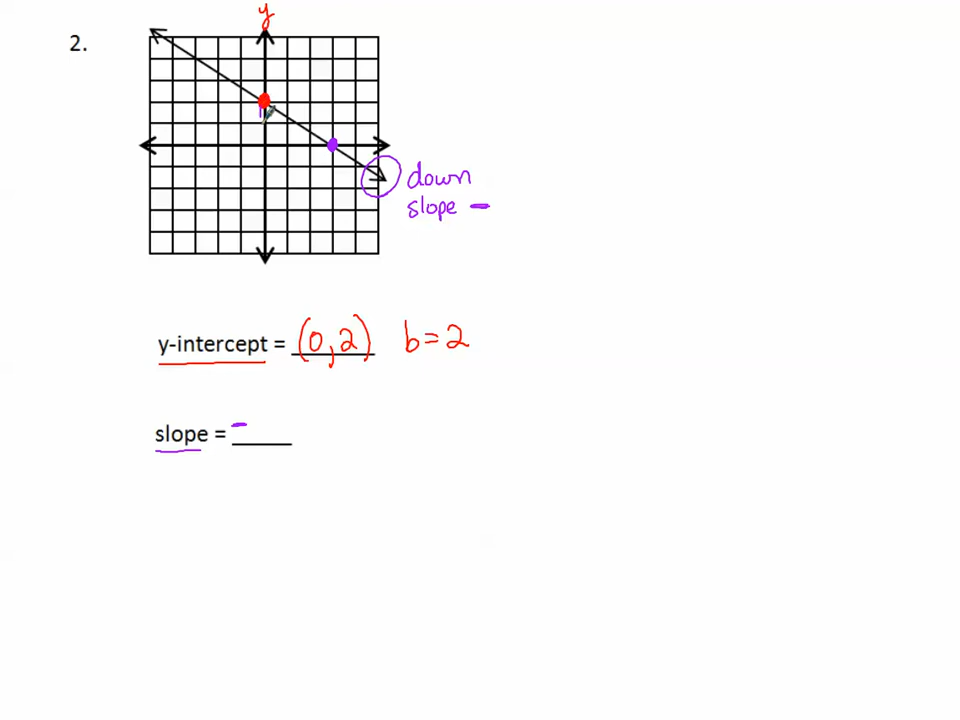 y
2.
down
slope -
y-intercept = (0,2) b=2
slope = -